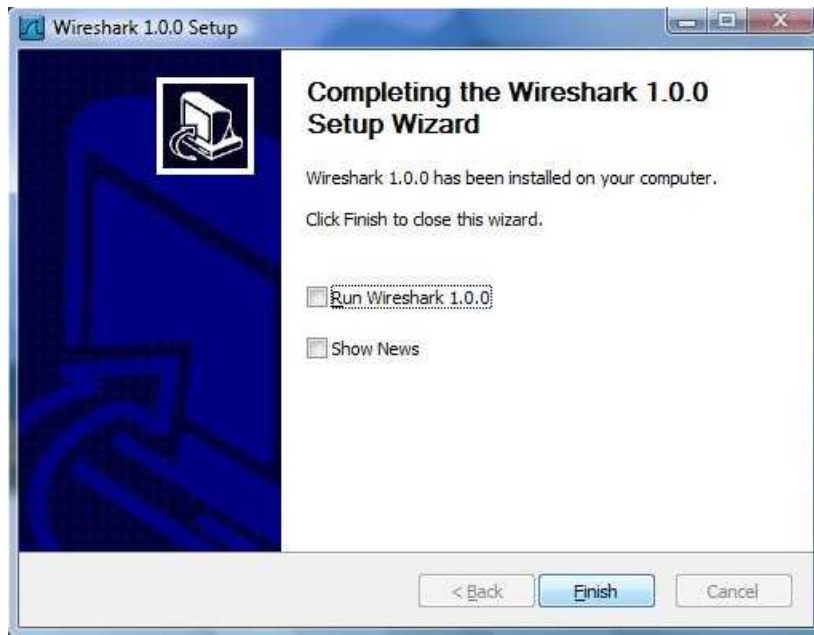 Wireshark 1.0.0 Setup
Completing the Wireshark 1.0.0
Setup Wizard
Wireshark 1.0.0 has been installed on your computer.
Click Finish to close this wizard.
Run Wireshark 1.0.0
Show News
< Back
Finish
Cancel